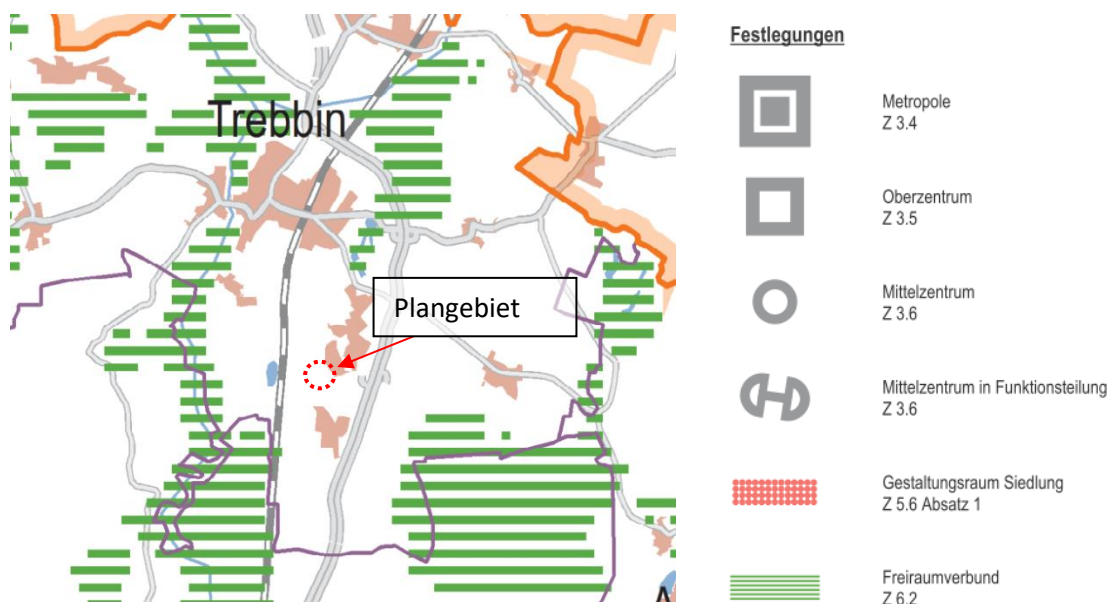 Trebbin
Plangebiet
A
Festlegungen
Metropole
Z 3.4
Oberzentrum
Z 3.5
Mittelzentrum
Z 3.6
Mittelzentrum in Funktionsteilung
Z 3.6
Gestaltungsraum Siedlung
Z 5.6 Absatz 1
Freiraumverbund
Z 6.2